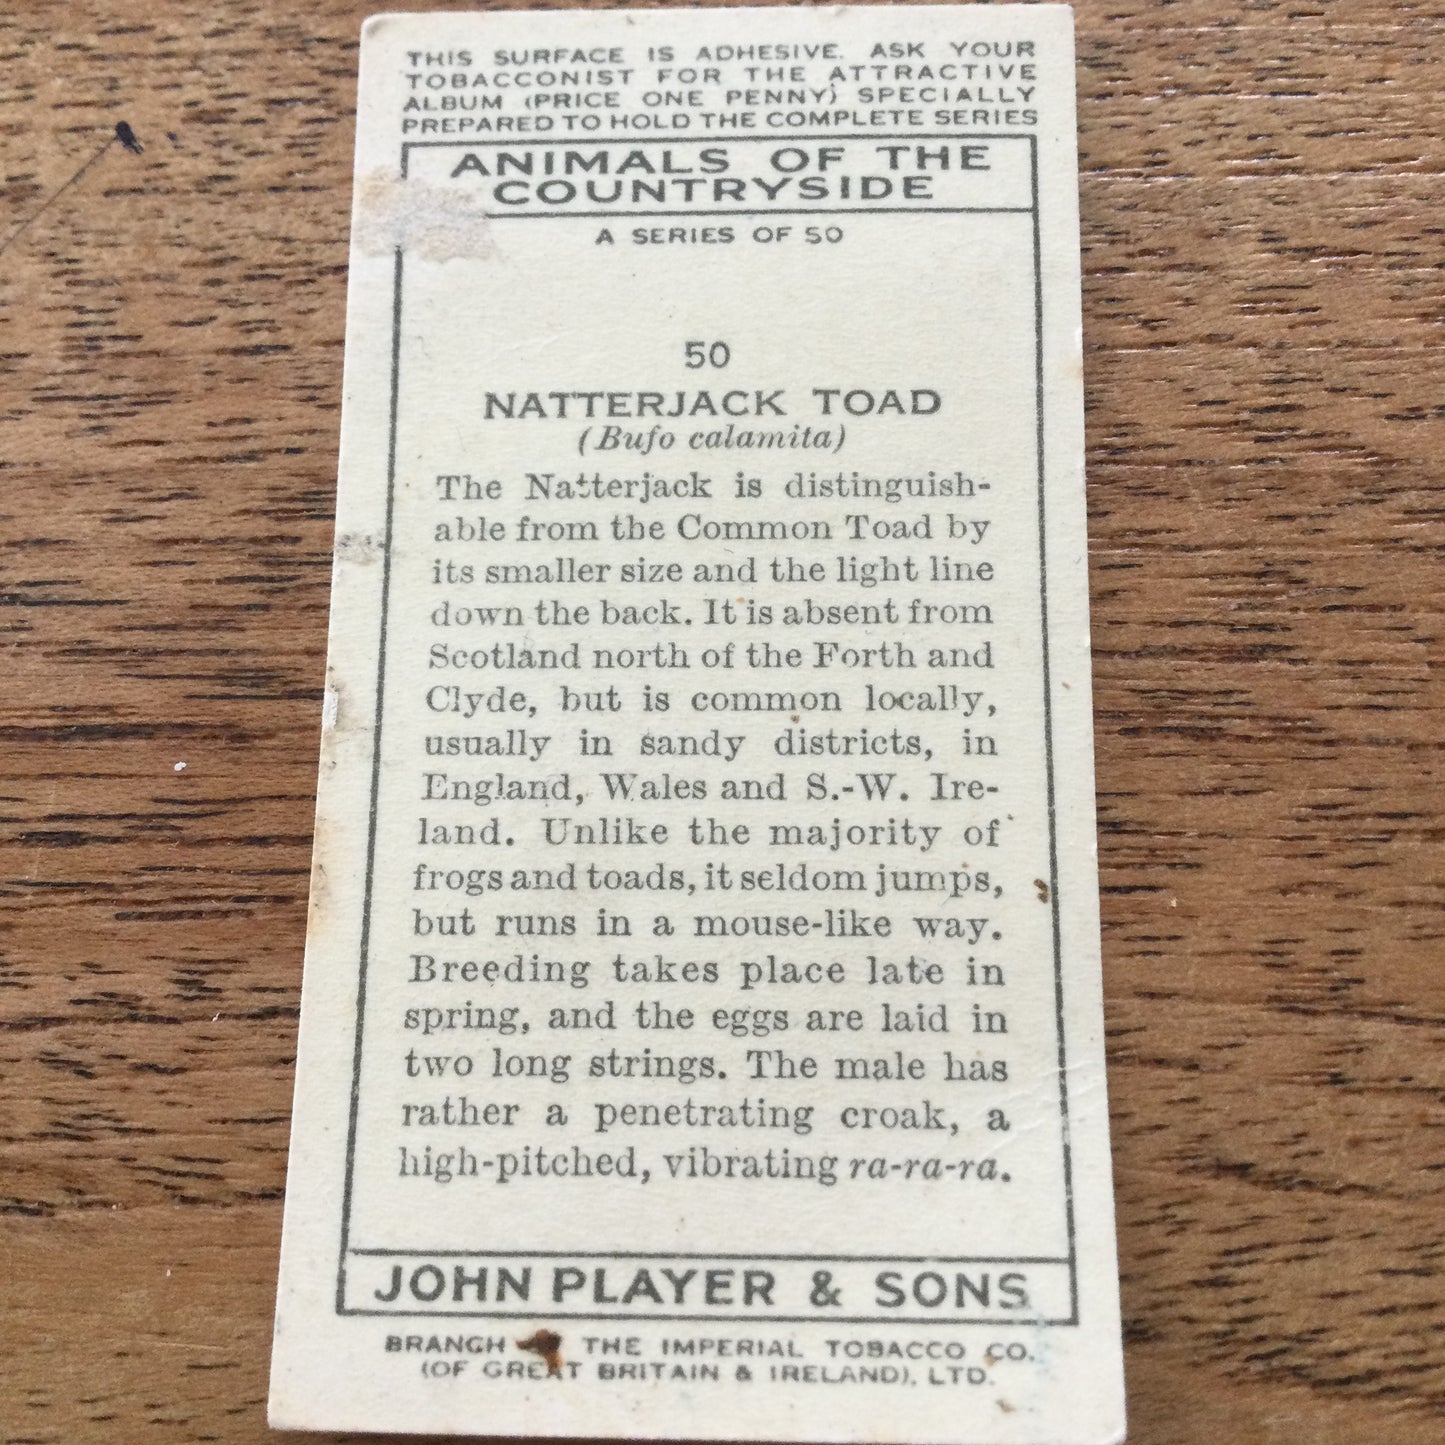 THIS SURFACE IS ADHESIVE. ASK YOUR
TOBACCONIST FOR THE ATTRACTIVE
ALBUM (PRICE ONE PENNY) SPECIALLY
PREPARED TO HOLD THE COMPLETE SERIES
ANIMALS OF THE
COUNTRYSIDE
A SERIES OF 50
50
NATTERJACK TOAD
(Bufo calamita)
The Natterjack is distinguish-
able from the Common Toad by
its smaller size and the light line
down the back. It is absent from
Scotland north of the Forth and
Clyde, but is common locally,
usually in sandy districts, in
England, Wales and S.-W. Ire-
land. Unlike the majority of
frogs and toads, it seldom jumps,
but runs in a mouse-like way.
Breeding takes place late in
spring, and the eggs are laid in
two long strings. The male has
rather a penetrating croak, a
high-pitched, vibrating ra-ra-ra.
JOHN PLAYER & SONS
BRANCH THE IMPERIAL TOBACCO CO.
(OF GREAT BRITAIN & IRELAND), LTD.